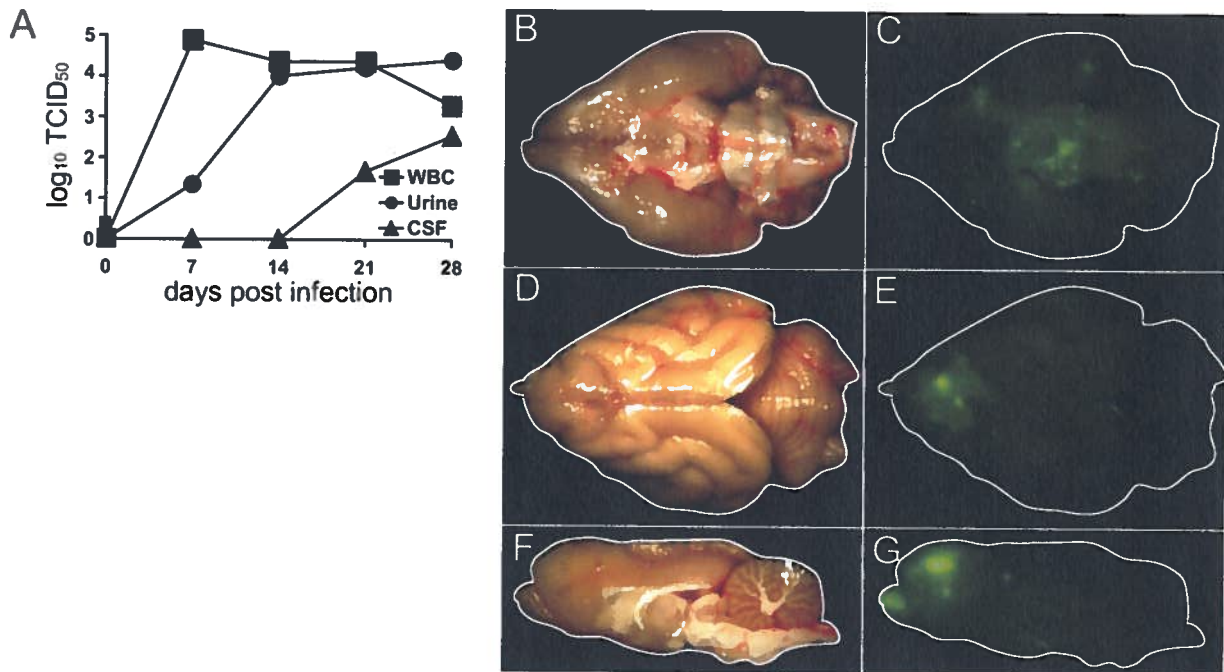 A
log₁₀ TCID₅₀
5
4
3
2
1
0
WBC
Urine
CSF
0 7 14 21 28
days post infection
B
C
D
E
F
G